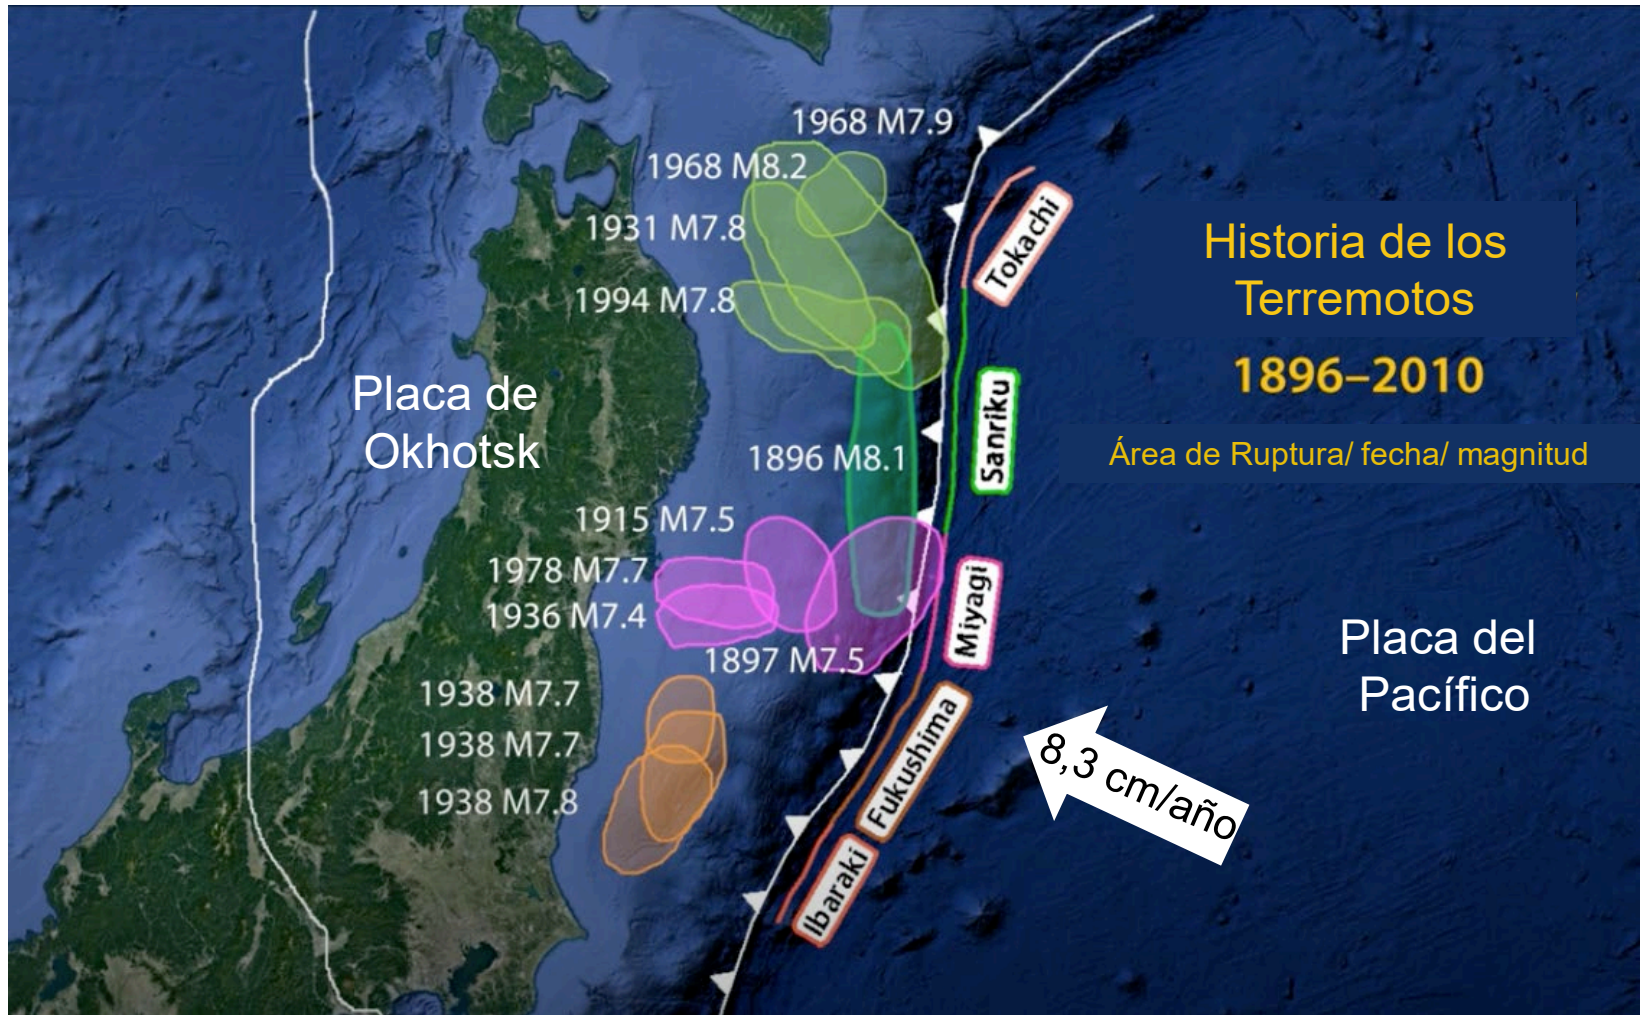 1968 M7.9
1968 M8.2
1931 M7.8
1994 M7.8
Tokachi
Historia de los
Terremotos
1896–2010
Área de Ruptura/ fecha/ magnitud
Placa de
Okhotsk
Sanriku
1896 M8.1
1915 M7.5
1978 M7.7
1936 M7.4
1897 M7.5
Miyagi
Placa del
Pacífico
1938 M7.7
1938 M7.7
1938 M7.8
Fukushima
8,3 cm/año
Ibaraki